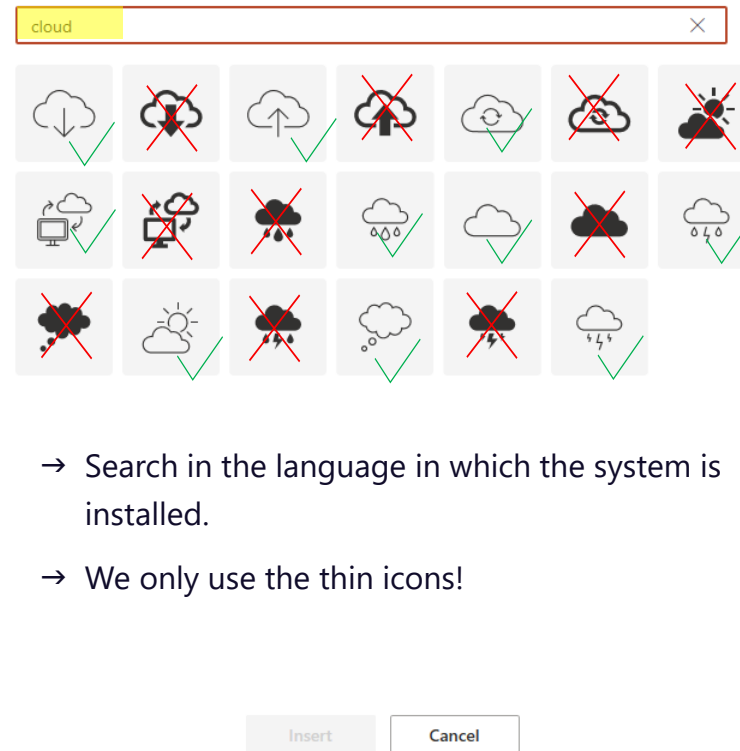 cloud
→ Search in the language in which the system is
installed.
→ We only use the thin icons!
Insert
Cancel